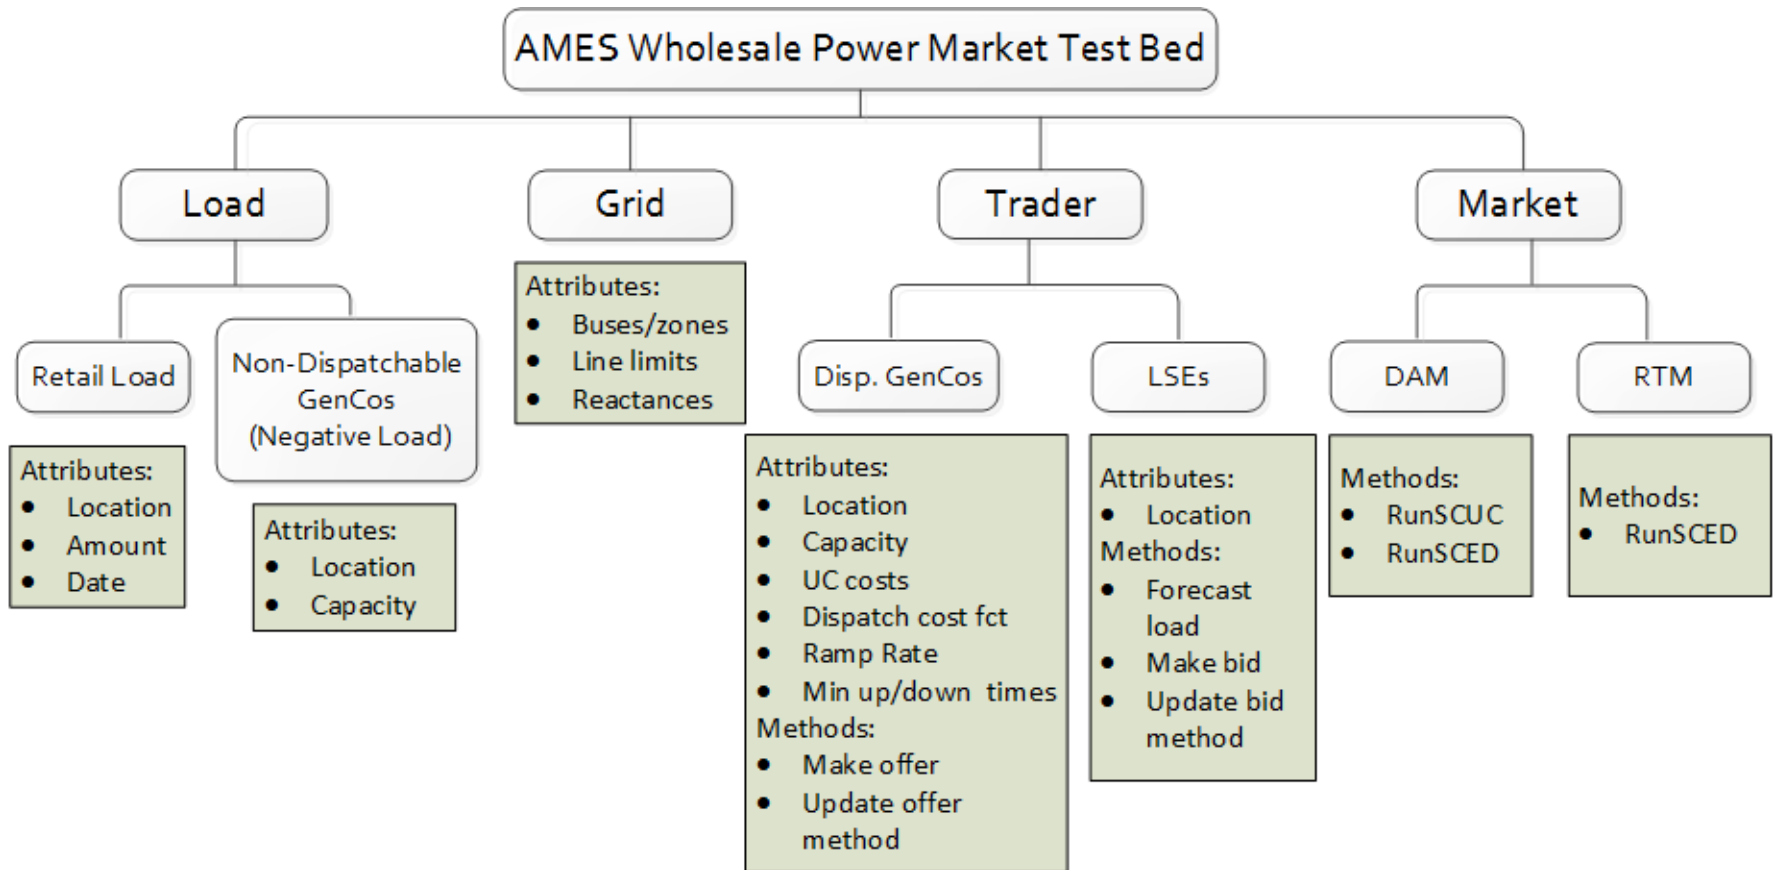 AMES Wholesale Power Market Test Bed
Load
Grid
Trader
Market
Retail Load
Non-Dispatchable
GenCos
(Negative Load)
Attributes:
• Buses/zones
• Line limits
• Reactances
Disp. GenCos
LSEs
DAM
RTM
Attributes:
• Location
• Amount
• Date
Attributes:
• Location
• Capacity
Attributes:
• Location
• Capacity
• UC costs
• Dispatch cost fct
• Ramp Rate
• Min up/down times
Methods:
• Make offer
• Update offer
method
Attributes:
• Location
Methods:
• Forecast
load
• Make bid
• Update bid
method
Methods:
• RunSCUC
• RunSCED
Methods:
• RunSCED